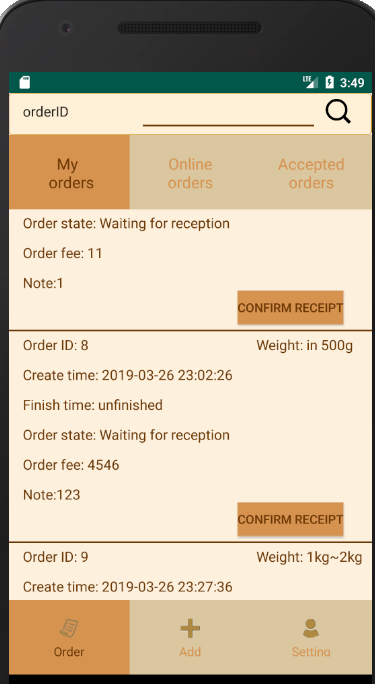 LTE 3:49
orderID
My orders
Online orders
Accepted orders
Order state: Waiting for reception
Order fee: 11
Note:1
CONFIRM RECEIPT
Order ID: 8 Weight: in 500g
Create time: 2019-03-26 23:02:26
Finish time: unfinished
Order state: Waiting for reception
Order fee: 4546
Note:123
CONFIRM RECEIPT
Order ID: 9 Weight: 1kg~2kg
Create time: 2019-03-26 23:27:36
Order Add Setting